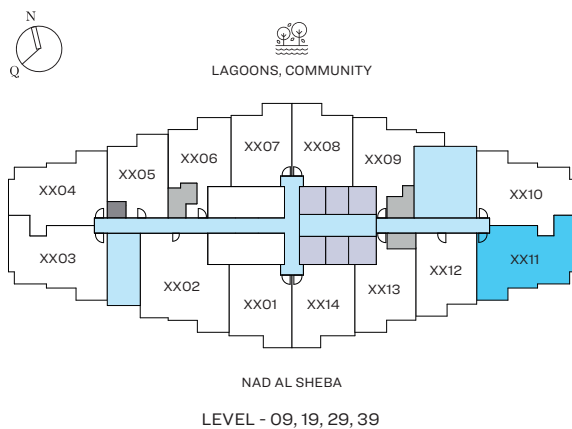 N
Q
LAGOONS, COMMUNITY
XX07 XX08
XX06 XX09
XX05
XX04 XX10
XX03 XX11
XX02 XX12
XX13
XX01 XX14
NAD AL SHEBA
LEVEL - 09, 19, 29, 39